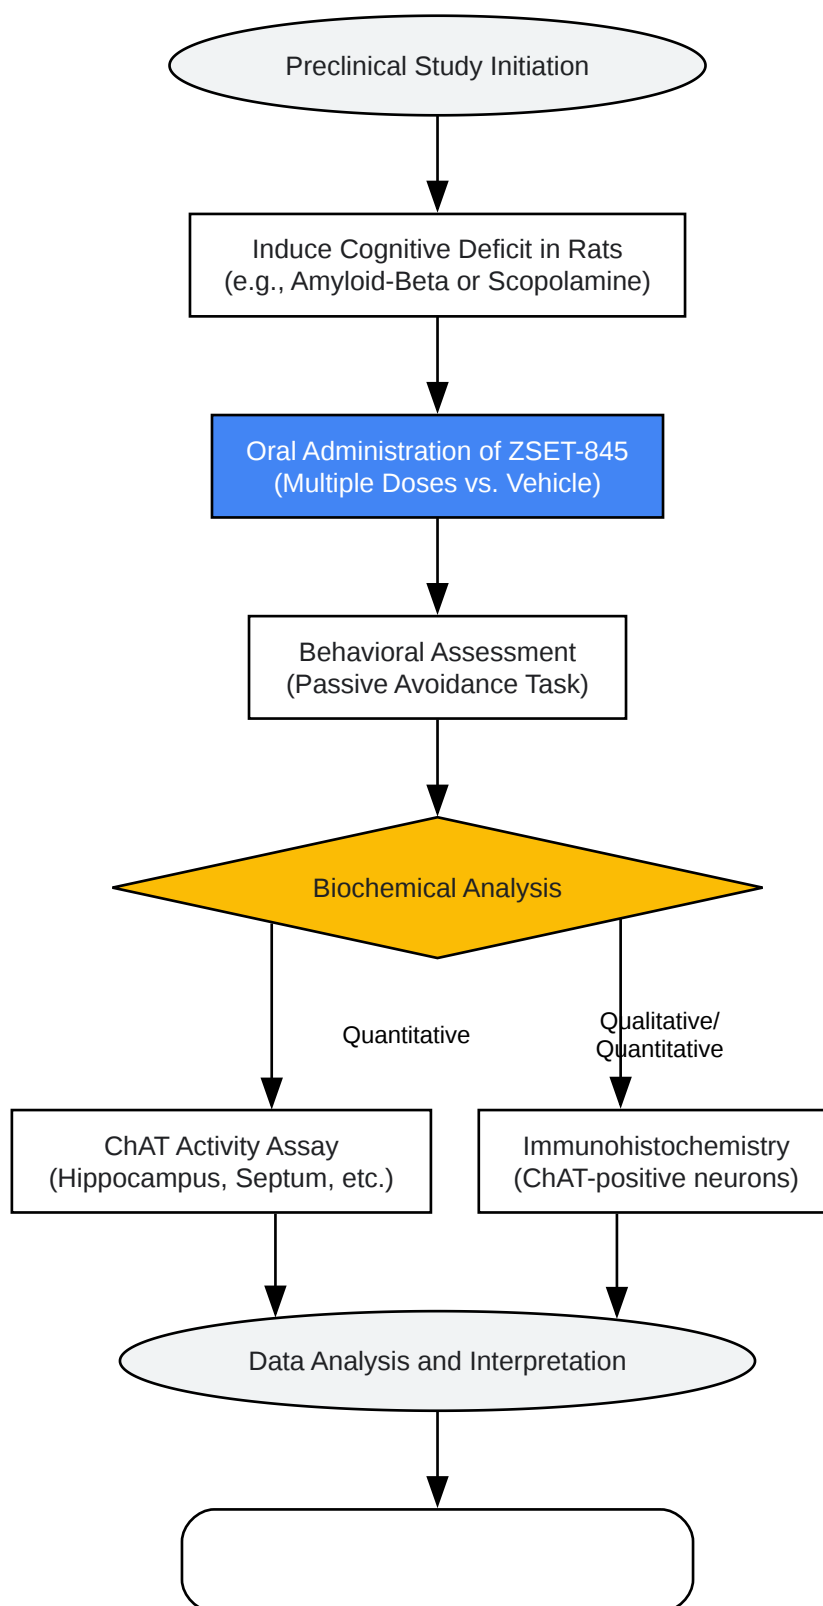 Preclinical Study Initiation
Induce Cognitive Deficit in Rats
(e.g., Amyloid-Beta or Scopolamine)
Oral Administration of ZSET-845
(Multiple Doses vs. Vehicle)
Behavioral Assessment
(Passive Avoidance Task)
Biochemical Analysis
Quantitative
Qualitative/
Quantitative
ChAT Activity Assay
(Hippocampus, Septum, etc.)
Immunohistochemistry
(ChAT-positive neurons)
Data Analysis and Interpretation